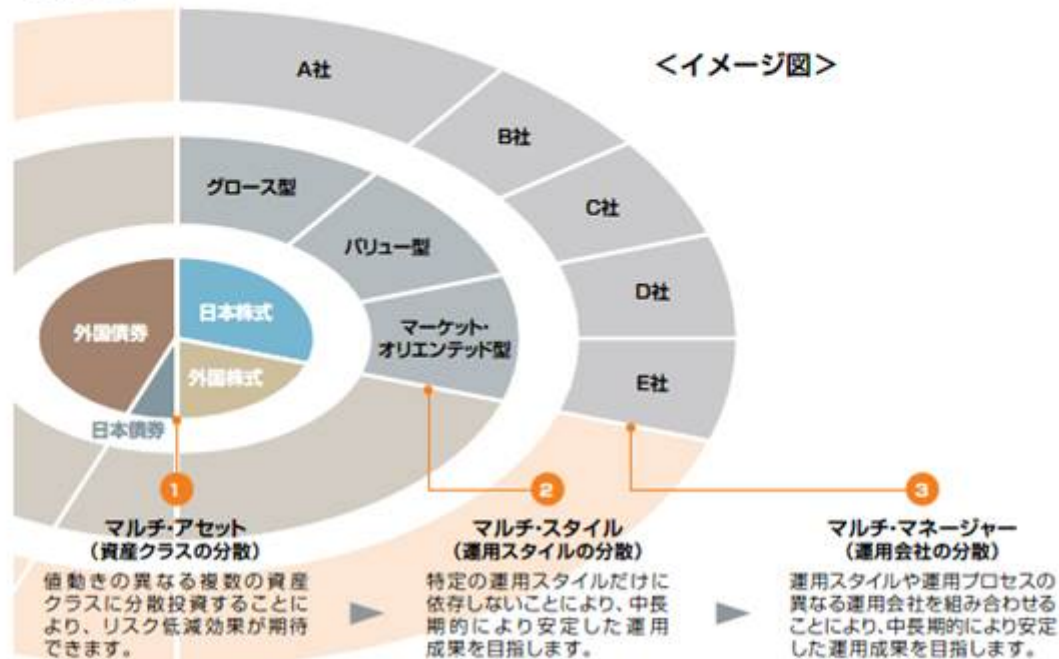 A社
<イメージ図>
B社
グロース型
C社
バリュー型
D社
日本株式
外国債券
マーケット・
オリエンテッド型
E社
外国株式
日本債券
1
2
3
マルチ・アセット
(資産クラスの分散)
値動きの異なる複数の資産
クラスに分散投資することに
より、リスク低減効果が期待
できます。
マルチ・スタイル
(運用スタイルの分散)
特定の運用スタイルだけに
依存しないことにより、中長
期的により安定した運用
成果を目指します。
マルチ・マネージャー
(運用会社の分散)
運用スタイルや運用プロセスの
異なる運用会社を組み合わせる
ことにより、中長期的により安定
した運用成果を目指します。